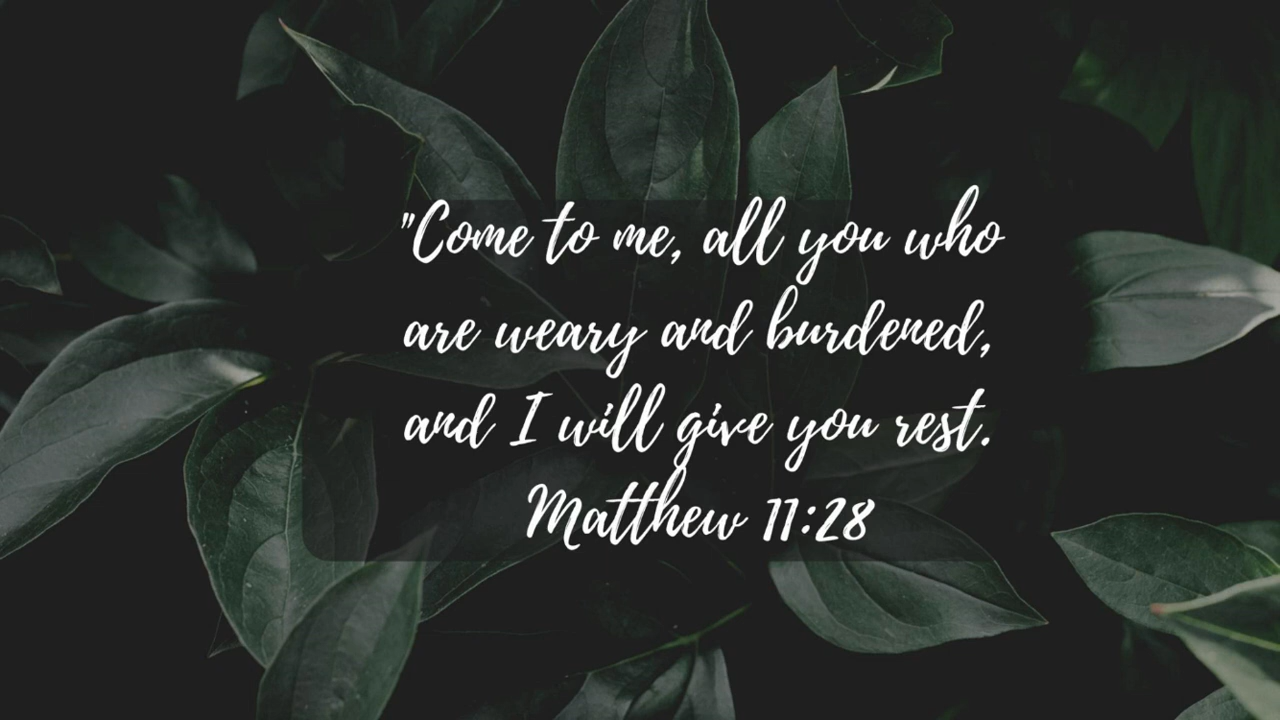 "Come to me, all you who
are weary and burdened,
and I will give you rest.
Matthew 11:28